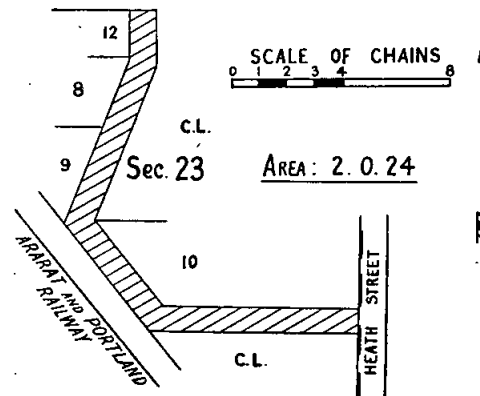 12
SCALE OF CHAINS
0 1 2 3 4 8
8
C.L.
9
Sec. 23
AREA: 2. 0. 24
10
ARARAT AND PORTLAND
RAILWAY
HEATH STREET
C.L.